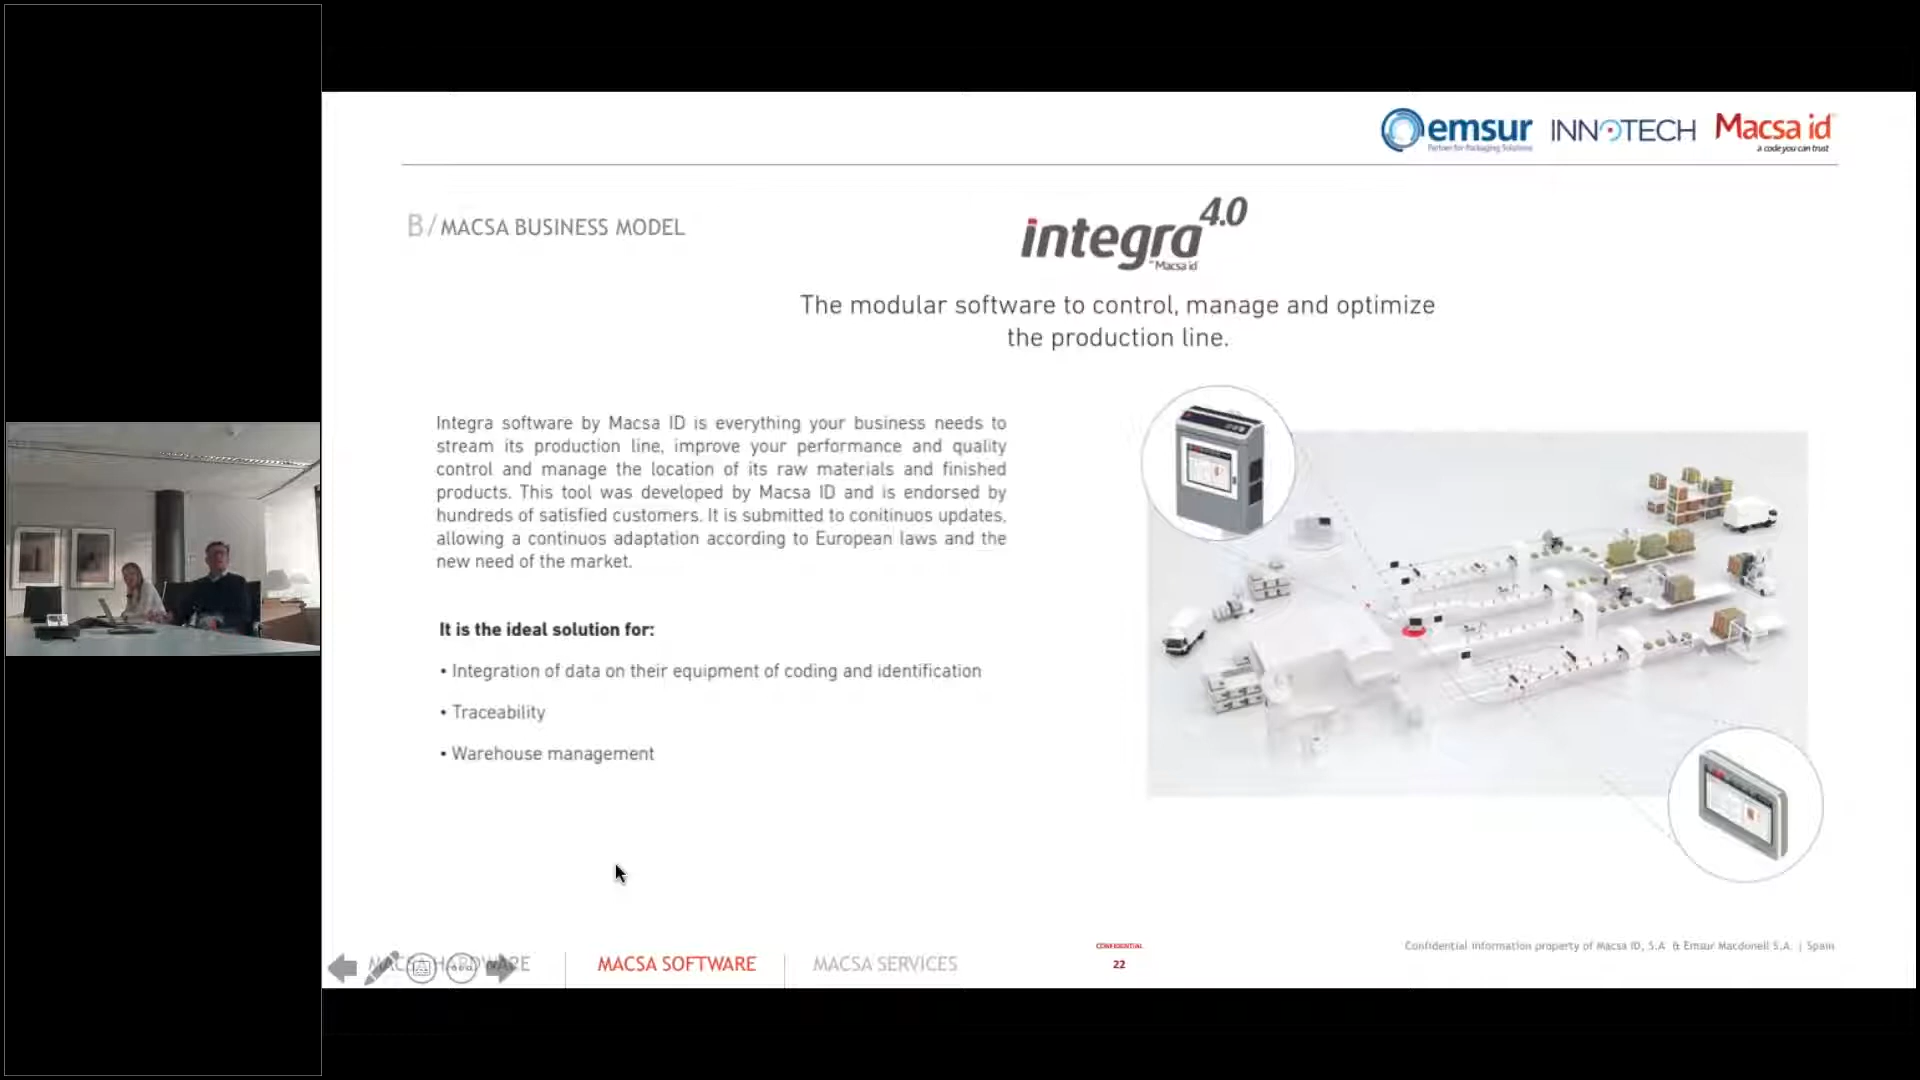 emsur INNOTECH Macsa id
Partner for Packaging Solutions
a code you can trust
B/ MACSA BUSINESS MODEL
integra 4.0
Macsa id
The modular software to control, manage and optimize
the production line.
Integra software by Macsa ID is everything your business needs to
stream its production line, improve your performance and quality
control and manage the location of its raw materials and finished
products. This tool was developed by Macsa ID and is endorsed by
hundreds of satisfied customers. It is submitted to conitinuos updates,
allowing a continuos adaptation according to European laws and the
new need of the market.
It is the ideal solution for:
• Integration of data on their equipment of coding and identification
• Traceability
• Warehouse management
MACSA HARDWARE
MACSA SOFTWARE
MACSA SERVICES
CONFIDENTIAL
22
Confidential information property of Macsa ID, S.A & Emsur Macdonell S.A. | Spain